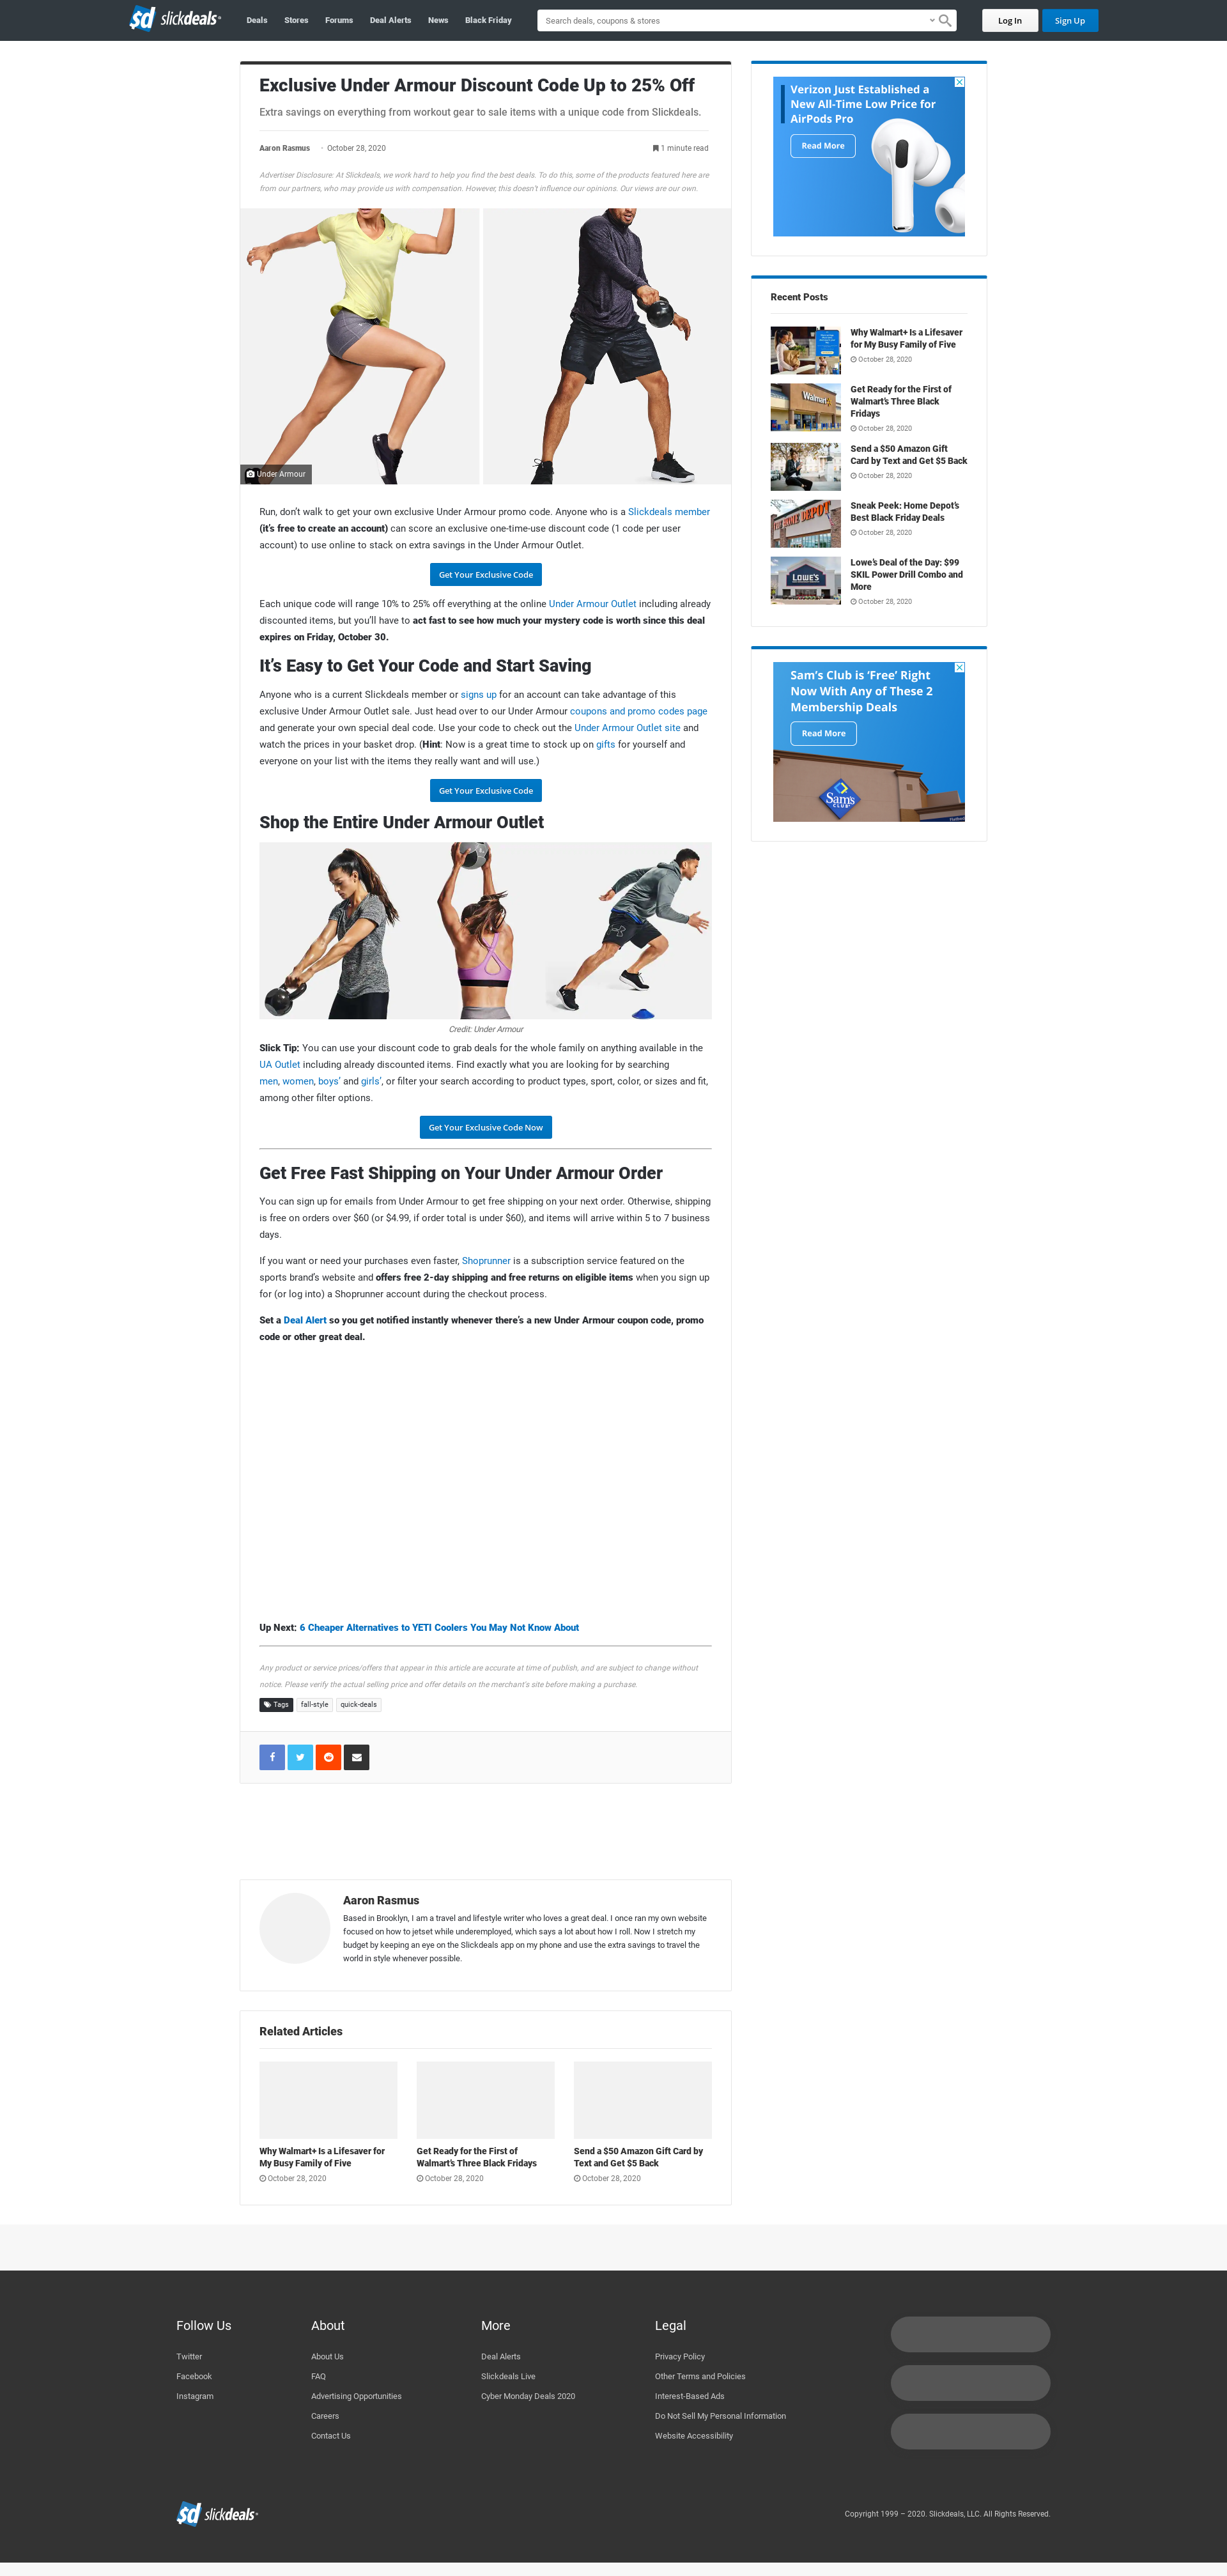 slickdeals
Deals
Stores
Forums
Deal Alerts
News
Black Friday
Search deals, coupons & stores
Log In
Sign Up
Exclusive Under Armour Discount Code Up to 25% Off
Extra savings on everything from workout gear to sale items with a unique code from Slickdeals.
Aaron Rasmus
October 28, 2020
1 minute read
Advertiser Disclosure: At Slickdeals, we work hard to help you find the best deals. To do this, some of the products featured here are
from our partners, who may provide us with compensation. However, this doesn't influence our opinions. Our views are our own.
Under Armour
Run, don’t walk to get your own exclusive Under Armour promo code. Anyone who is a Slickdeals member
(it’s free to create an account) can score an exclusive one-time-use discount code (1 code per user
account) to use online to stack on extra savings in the Under Armour Outlet.
Get Your Exclusive Code
Each unique code will range 10% to 25% off everything at the online Under Armour Outlet including already
discounted items, but you’ll have to act fast to see how much your mystery code is worth since this deal
expires on Friday, October 30.
It’s Easy to Get Your Code and Start Saving
Anyone who is a current Slickdeals member or signs up for an account can take advantage of this
exclusive Under Armour Outlet sale. Just head over to our Under Armour coupons and promo codes page
and generate your own special deal code. Use your code to check out the Under Armour Outlet site and
watch the prices in your basket drop. (Hint: Now is a great time to stock up on gifts for yourself and
everyone on your list with the items they really want and will use.)
Get Your Exclusive Code
Shop the Entire Under Armour Outlet
Credit: Under Armour
Slick Tip: You can use your discount code to grab deals for the whole family on anything available in the
UA Outlet including already discounted items. Find exactly what you are looking for by searching
men, women, boys’ and girls’, or filter your search according to product types, sport, color, or sizes and fit,
among other filter options.
Get Your Exclusive Code Now
Get Free Fast Shipping on Your Under Armour Order
You can sign up for emails from Under Armour to get free shipping on your next order. Otherwise, shipping
is free on orders over $60 (or $4.99, if order total is under $60), and items will arrive within 5 to 7 business
days.
If you want or need your purchases even faster, Shoprunner is a subscription service featured on the
sports brand’s website and offers free 2-day shipping and free returns on eligible items when you sign up
for (or log into) a Shoprunner account during the checkout process.
Set a Deal Alert so you get notified instantly whenever there’s a new Under Armour coupon code, promo
code or other great deal.
Up Next: 6 Cheaper Alternatives to YETI Coolers You May Not Know About
Any product or service prices/offers that appear in this article are accurate at time of publish, and are subject to change without
notice. Please verify the actual selling price and offer details on the merchant’s site before making a purchase.
Tags
fall-style
quick-deals
Aaron Rasmus
Based in Brooklyn, I am a travel and lifestyle writer who loves a great deal. I once ran my own website
focused on how to jetset while underemployed, which says a lot about how I roll. Now I stretch my
budget by keeping an eye on the Slickdeals app on my phone and use the extra savings to travel the
world in style whenever possible.
Related Articles
Why Walmart+ Is a Lifesaver for
My Busy Family of Five
October 28, 2020
Get Ready for the First of
Walmart’s Three Black Fridays
October 28, 2020
Send a $50 Amazon Gift Card by
Text and Get $5 Back
October 28, 2020
Verizon Just Established a
New All-Time Low Price for
AirPods Pro
Read More
Recent Posts
Why Walmart+ Is a Lifesaver
for My Busy Family of Five
October 28, 2020
Walmart
Get Ready for the First of
Walmart’s Three Black
Fridays
October 28, 2020
Send a $50 Amazon Gift
Card by Text and Get $5 Back
October 28, 2020
THE HOME DEPOT
Sneak Peek: Home Depot’s
Best Black Friday Deals
October 28, 2020
LOWE'S
Lowe’s Deal of the Day: $99
SKIL Power Drill Combo and
More
October 28, 2020
Sam’s Club is ‘Free’ Right
Now With Any of These 2
Membership Deals
Read More
Sam's
CLUB
Follow Us
Twitter
Facebook
Instagram
About
About Us
FAQ
Advertising Opportunities
Careers
Contact Us
More
Deal Alerts
Slickdeals Live
Cyber Monday Deals 2020
Legal
Privacy Policy
Other Terms and Policies
Interest-Based Ads
Do Not Sell My Personal Information
Website Accessibility
slickdeals
Copyright 1999 – 2020. Slickdeals, LLC. All Rights Reserved.